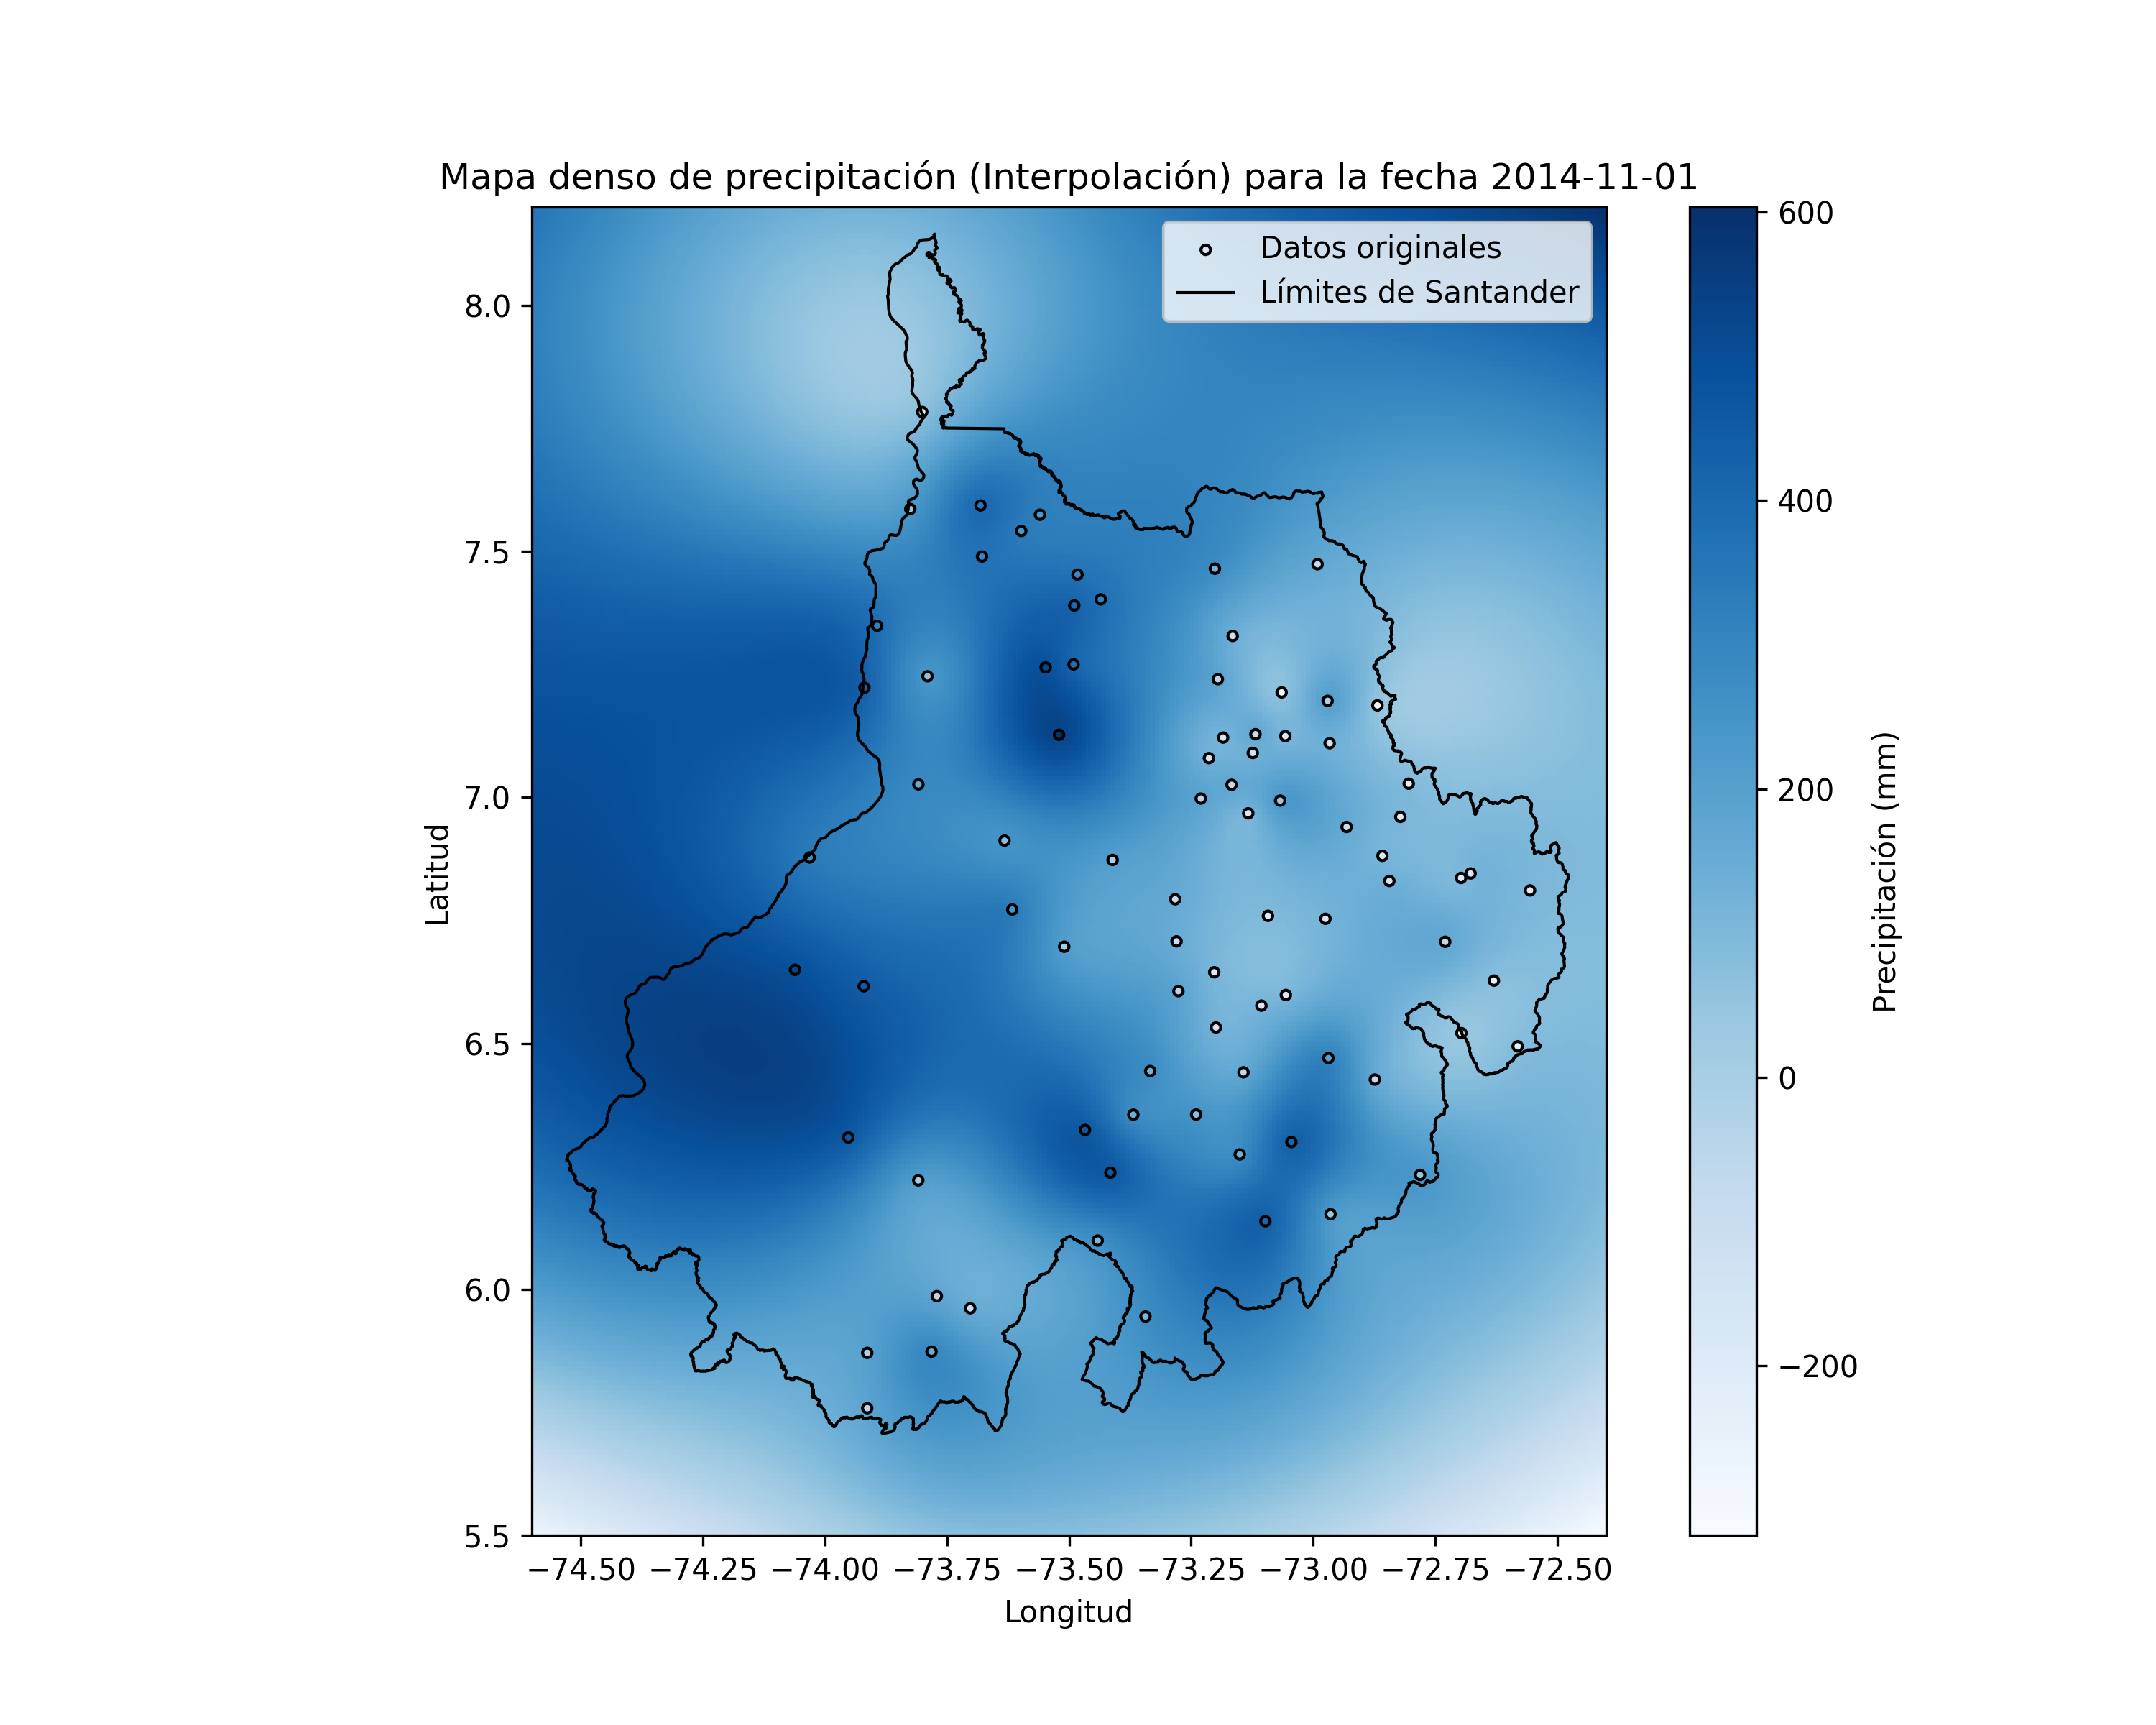 Mapa denso de precipitación (Interpolación) para la fecha 2014-11-01
Datos originales
Límites de Santander
8.0
7.5
7.0
6.5
6.0
5.5
Latitud
−74.50 −74.25 −74.00 −73.75 −73.50 −73.25 −73.00 −72.75 −72.50
Longitud
600
400
200
0
−200
Precipitación (mm)